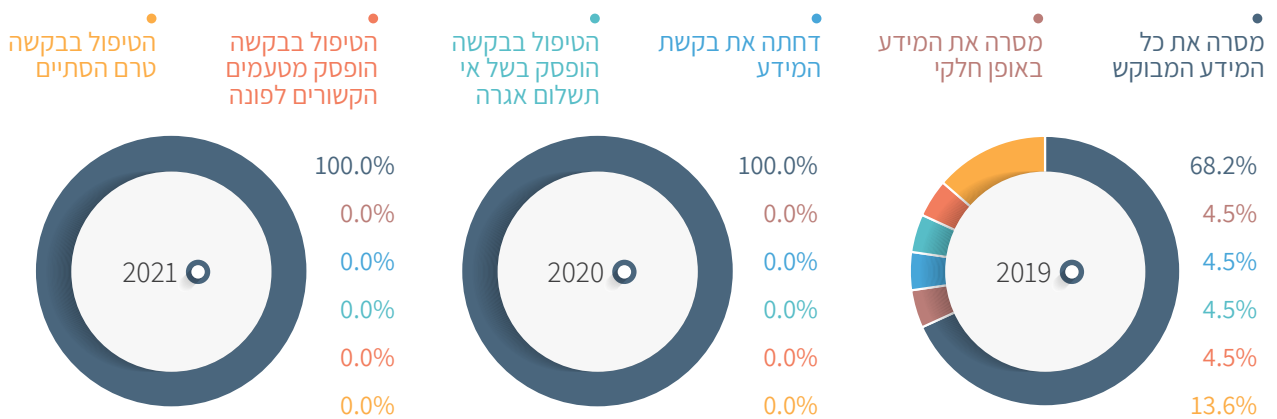 מסרה את כל
המידע המבוקש
מסרה את המידע
באופן חלקי
דחתה את בקשת
המידע
הטיפול בבקשה
הופסק בשל אי
תשלום אגרה
הטיפול בבקשה
הופסק מטעמים
הקשורים לפונה
הטיפול בבקשה
טרם הסתיים
2019
68.2%
4.5%
4.5%
4.5%
4.5%
13.6%
2020
100.0%
0.0%
0.0%
0.0%
0.0%
0.0%
2021
100.0%
0.0%
0.0%
0.0%
0.0%
0.0%